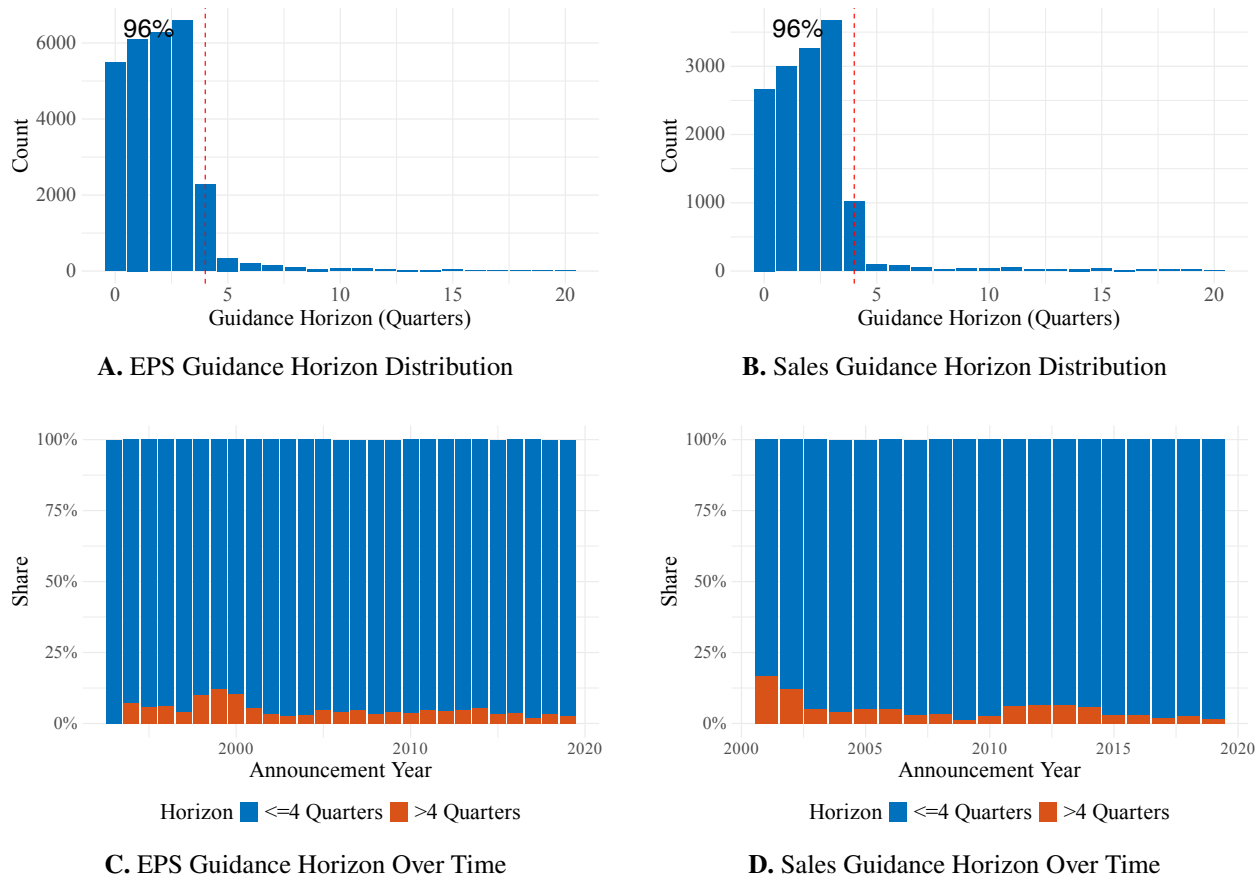 96%
6000
4000
2000
0
Count
0 5 10 15 20
Guidance Horizon (Quarters)
A. EPS Guidance Horizon Distribution
96%
3000
2000
1000
0
Count
0 5 10 15 20
Guidance Horizon (Quarters)
B. Sales Guidance Horizon Distribution
100%
75%
50%
25%
0%
Share
2000 2010 2020
Announcement Year
Horizon <=4 Quarters >4 Quarters
C. EPS Guidance Horizon Over Time
100%
75%
50%
25%
0%
Share
2000 2005 2010 2015 2020
Announcement Year
Horizon <=4 Quarters >4 Quarters
D. Sales Guidance Horizon Over Time